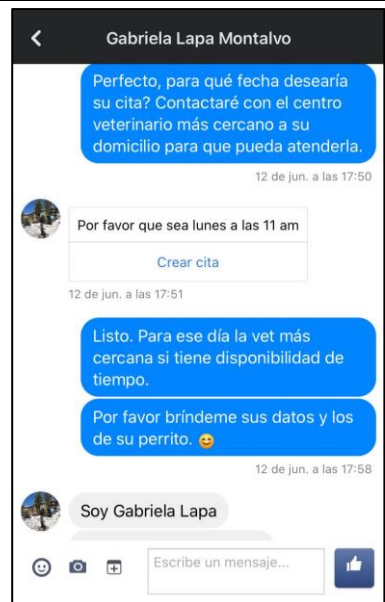 Gabriela Lapa Montalvo
Perfecto, para qué fecha desearía
su cita? Contactaré con el centro
veterinario más cercano a su
domicilio para que pueda atenderla.
12 de jun. a las 17:50
Por favor que sea lunes a las 11 am
Crear cita
12 de jun. a las 17:51
Listo. Para ese día la vet más
cercana si tiene disponibilidad de
tiempo.
Por favor bríndeme sus datos y los
de su perrito. 😊
12 de jun. a las 17:58
Soy Gabriela Lapa
Escribe un mensaje...